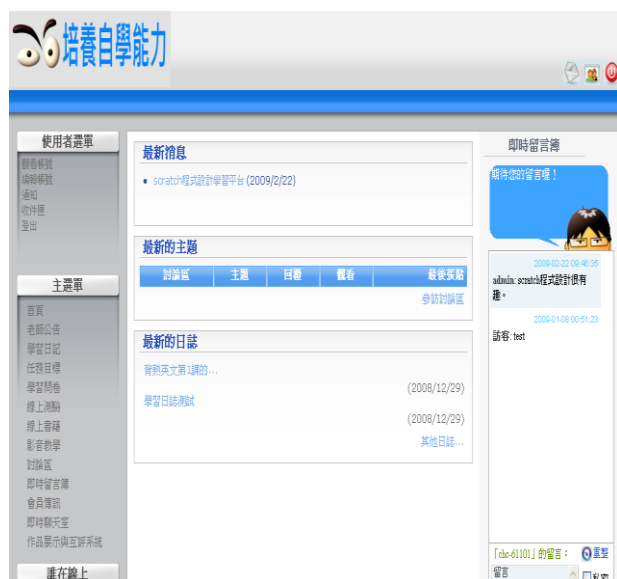 培養自學能力
使用者選單
觀看帳號
編輯帳號
通知
收件匣
登出
主選單
首頁
老師公告
學習日記
任務目標
學習問卷
線上測驗
線上書籍
影音教學
討論區
即時留言簿
會員傳訊
即時聊天室
作品展示與互評系統
誰在線上
最新消息
scratch程式設計學習平台 (2009/2/22)
最新的主題
討論區 主題 回覆 觀看 最後張貼
參訪討論區
最新的日誌
背熟英文第1課的...
(2008/12/29)
學習日誌測試
(2008/12/29)
其他日誌...
即時留言簿
期待您的留言喔！
2009-02-22 09:46:35
admin: scratch程式設計很有
趣。
2009-01-08 00:51:23
訪客: test
「chc-61101」的留言： 重整
留言 私密